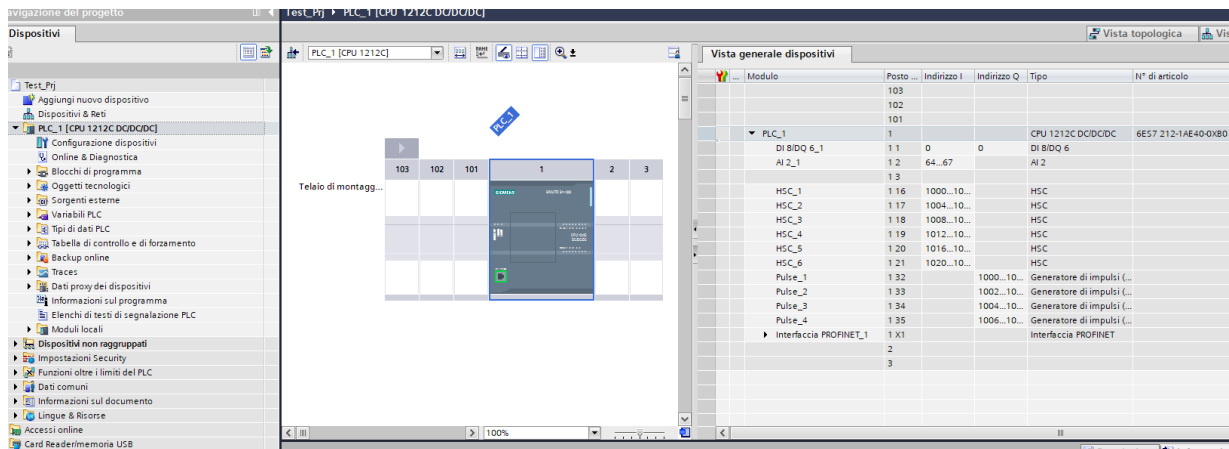 avigazione del progetto
Test_Prj PLC_1 [CPU 1212C DC/DC/DC]
Dispositivi
Vista topologica
Vis
PLC_1 [CPU 1212C]
Vista generale dispositivi
Test_Prj
Aggiungi nuovo dispositivo
Dispositivi & Reti
PLC_1 [CPU 1212C DC/DC/DC]
Configurazione dispositivi
Online & Diagnostica
Blocchi di programma
Oggetti tecnologici
Sorgenti esterne
Variabili PLC
Tipi di dati PLC
Tabella di controllo e di forzamento
Backup online
Traces
Dati proxy dei dispositivi
Informazioni sul programma
Elenchi di testi di segnalazione PLC
Moduli locali
Dispositivi non raggruppati
Impostazioni Security
Funzioni oltre i limiti del PLC
Dati comuni
Informazioni sul documento
Lingue & Risorse
Accessi online
Card Reader/memoria USB
PLC_1
103 102 101 1 2 3
Telaio di montagg...
SIEMENS
100%
... Modulo Posto ... Indirizzo I Indirizzo Q Tipo N° di articolo
103
102
101
PLC_1 1 CPU 1212C DC/DC/DC 6ES7 212-1AE40-0XB0
DI 8/DQ 6_1 1 1 0 0 DI 8/DQ 6
AI 2_1 1 2 64...67 AI 2
1 3
HSC_1 1 16 1000...10... HSC
HSC_2 1 17 1004...10... HSC
HSC_3 1 18 1008...10... HSC
HSC_4 1 19 1012...10... HSC
HSC_5 1 20 1016...10... HSC
HSC_6 1 21 1020...10... HSC
Pulse_1 1 32 1000...10... Generatore di impulsi (...
Pulse_2 1 33 1002...10... Generatore di impulsi (...
Pulse_3 1 34 1004...10... Generatore di impulsi (...
Pulse_4 1 35 1006...10... Generatore di impulsi (...
Interfaccia PROFINET_1 1 X1 Interfaccia PROFINET
2
3